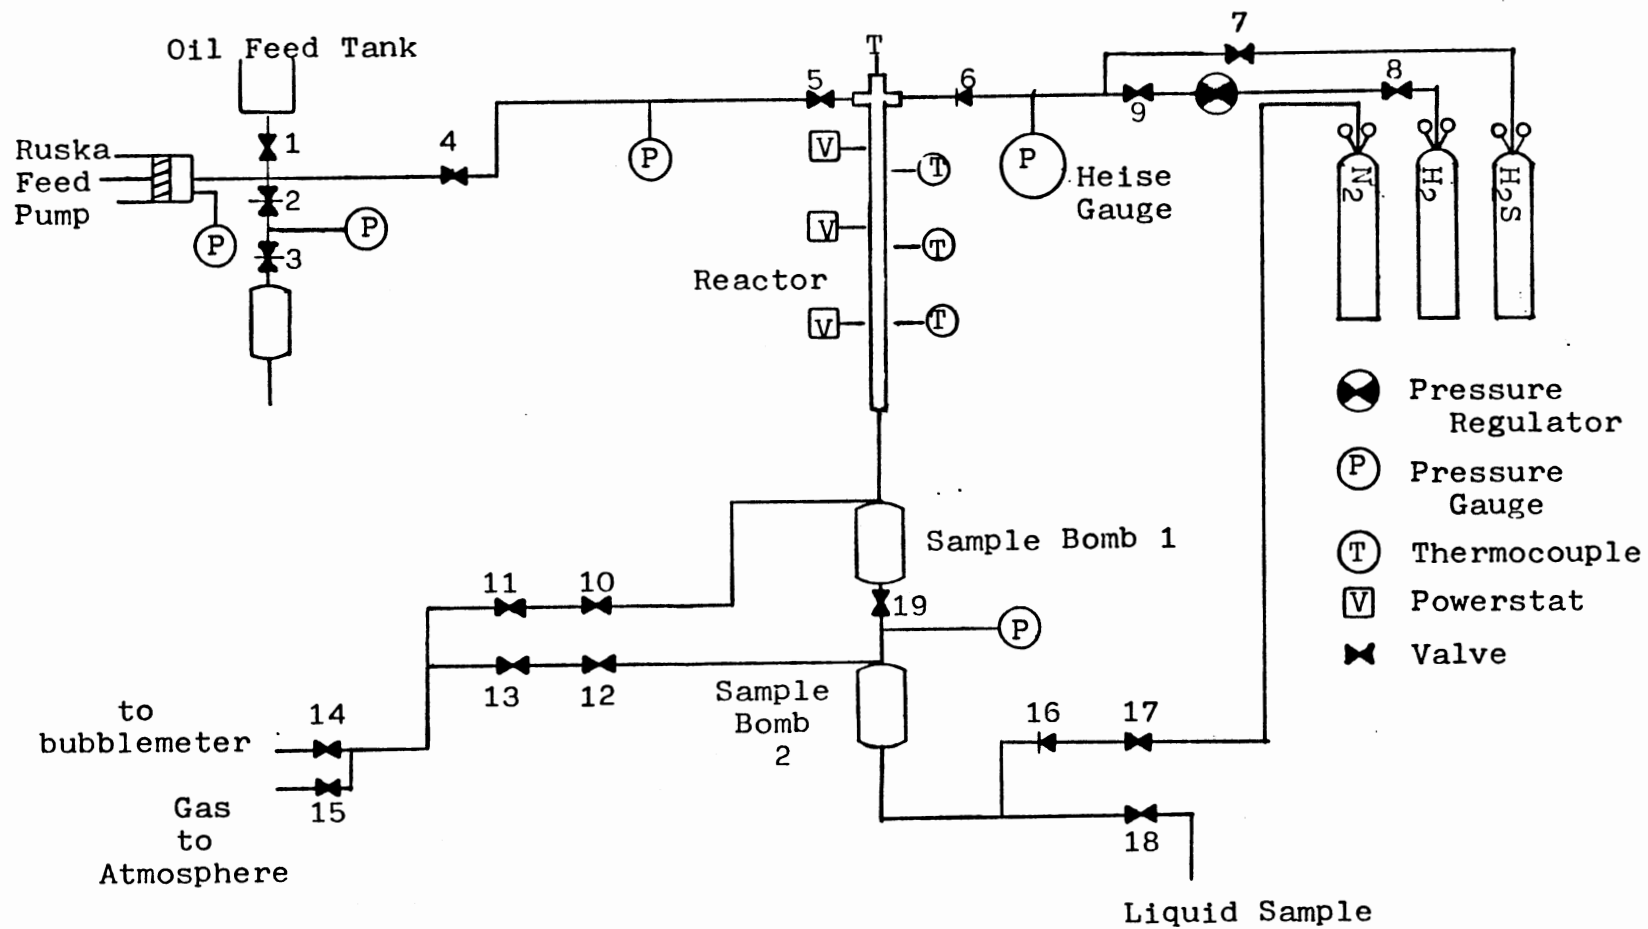 Oil Feed Tank
1
Ruska
Feed
Pump
2
P
P
3
4
P
5
T
6
7
8
9
P
Heise
Gauge
V
T
V
T
Reactor
V
T
N2
H2
H2S
Pressure
Regulator
P
Pressure
Gauge
T
Thermocouple
V
Powerstat
Valve
Sample Bomb 1
11
10
19
P
13
12
Sample
Bomb
2
to
bubblemeter
14
Gas
to
Atmosphere
15
16
17
18
Liquid Sample